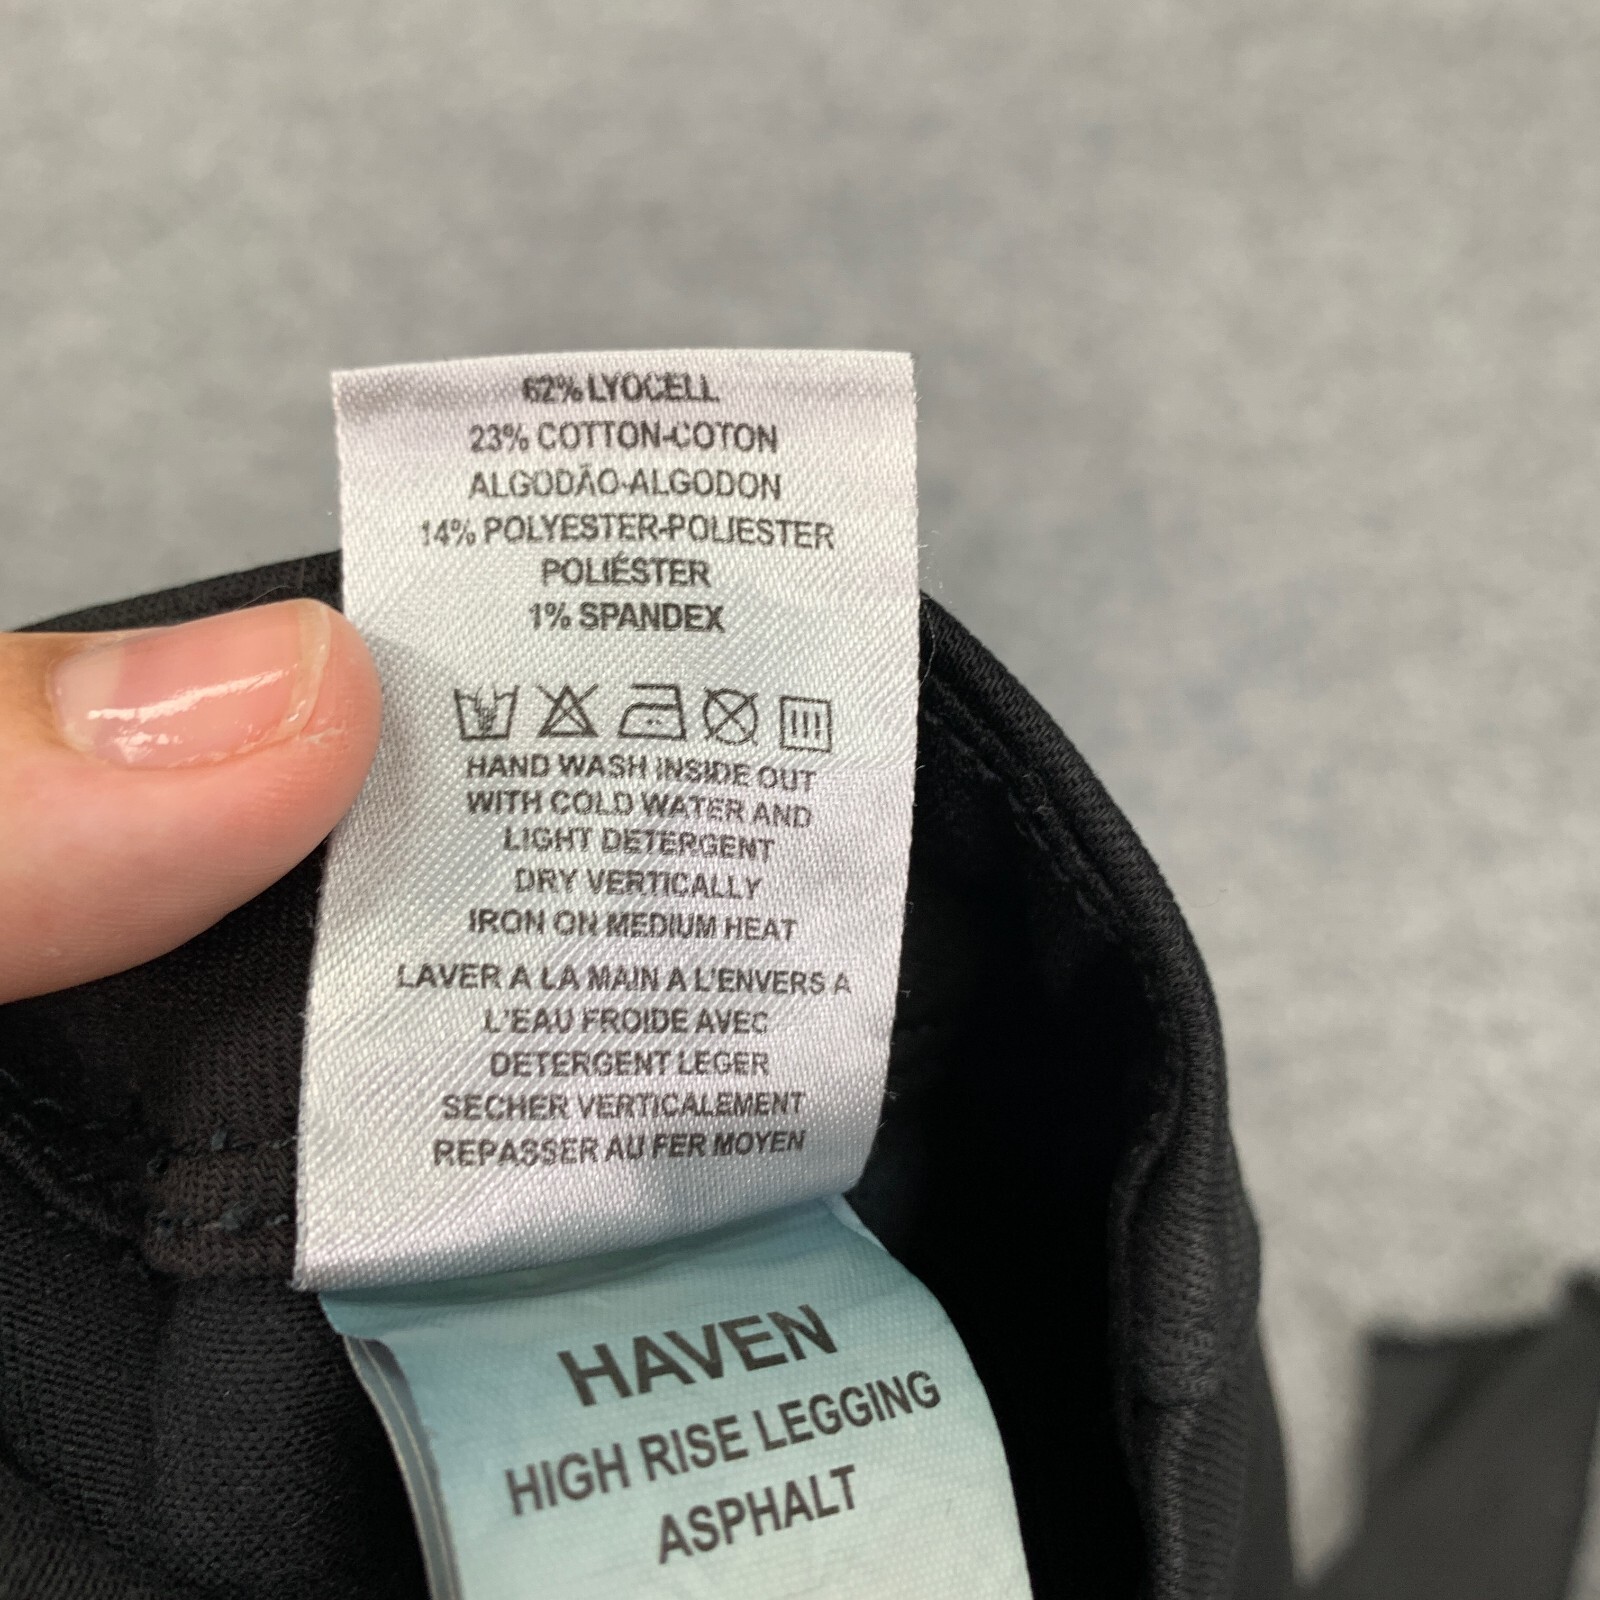 62% LYOCELL
23% COTTON-COTON
ALGODÃO-ALGODON
14% POLYESTER-POLIESTER
POLIÉSTER
1% SPANDEX
HAND WASH INSIDE OUT
WITH COLD WATER AND
LIGHT DETERGENT
DRY VERTICALLY
IRON ON MEDIUM HEAT
LAVER A LA MAIN A L'ENVERS A
L'EAU FROIDE AVEC
DETERGENT LEGER
SECHER VERTICALEMENT
REPASSER AU FER MOYEN
HAVEN
HIGH RISE LEGGING
ASPHALT